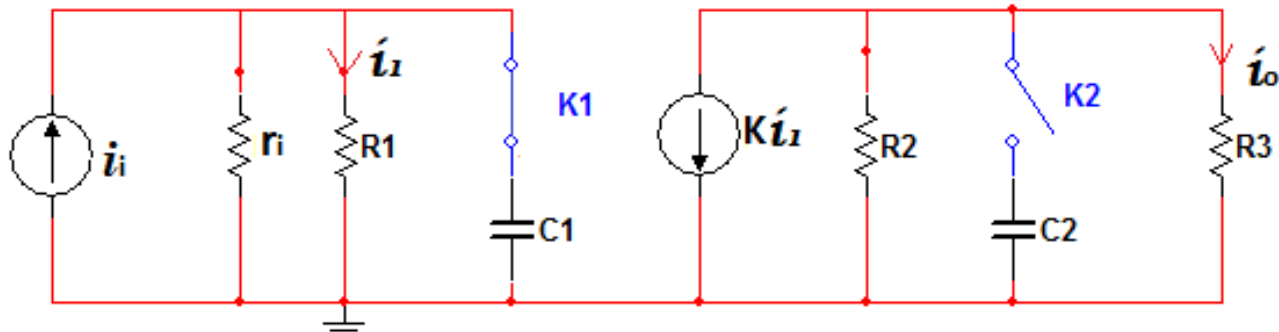 i₁
K1
K2
iₒ
iᵢ
rᵢ
R1
Ki₁
R2
R3
C1
C2